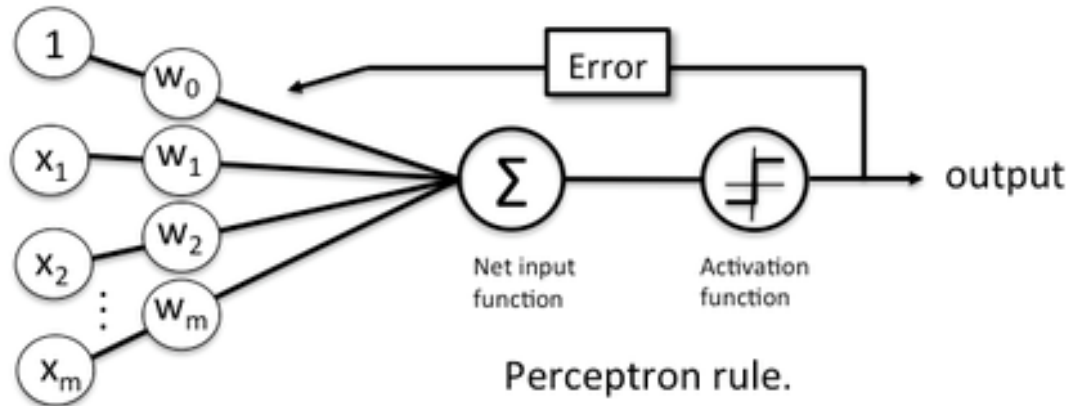 1
w₀
Error
x₁
w₁
Σ
output
x₂
w₂
⋮
xₘ
wₘ
Net input
function
Activation
function
Perceptron rule.